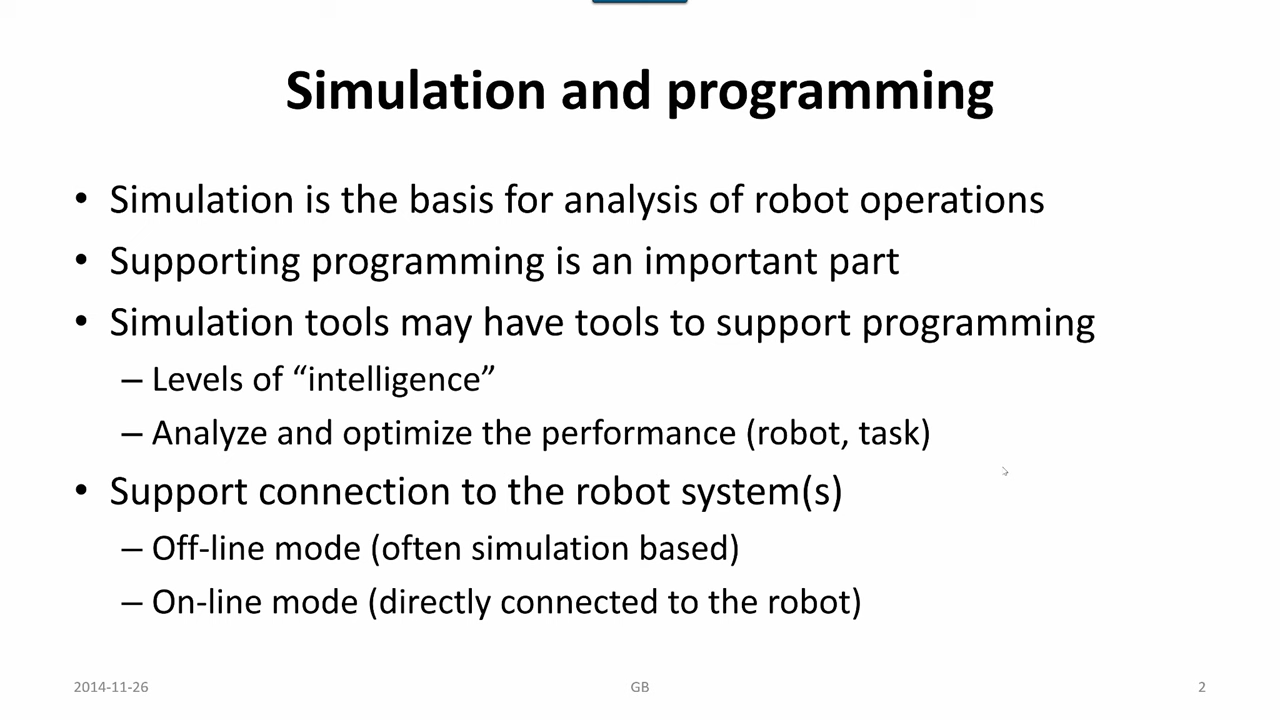 Simulation and programming
• Simulation is the basis for analysis of robot operations
• Supporting programming is an important part
• Simulation tools may have tools to support programming
– Levels of “intelligence”
– Analyze and optimize the performance (robot, task)
• Support connection to the robot system(s)
– Off-line mode (often simulation based)
– On-line mode (directly connected to the robot)
2014-11-26
GB
2